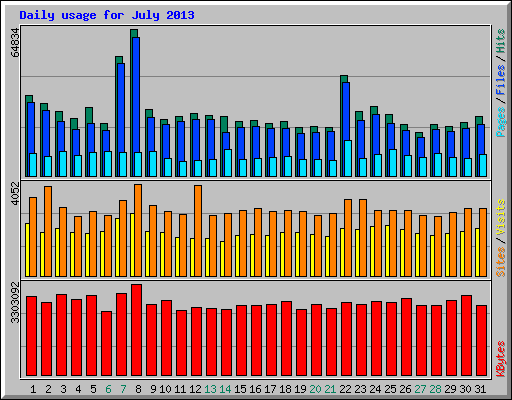 Daily usage for July 2013
64834
4052
3303092
Pages / Files / Hits
Sites / Visits
KBytes
1 2 3 4 5 6 7 8 9 10 11 12 13 14 15 16 17 18 19 20 21 22 23 24 25 26 27 28 29 30 31